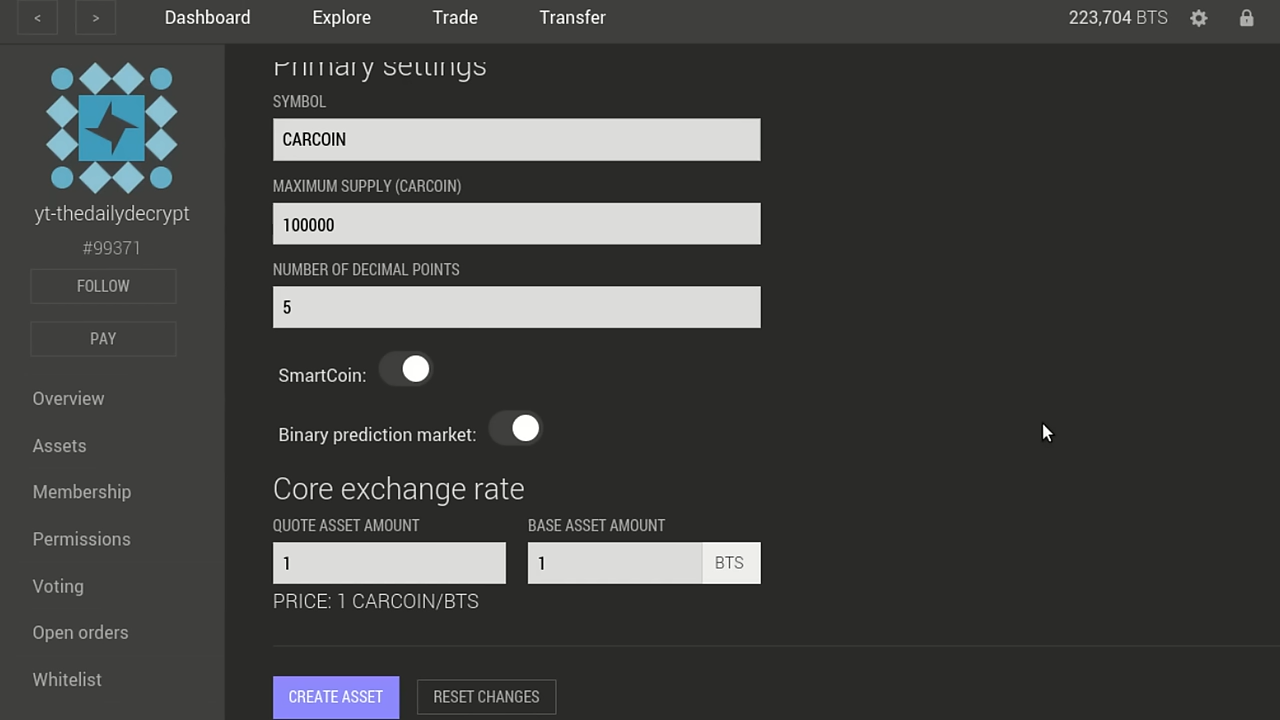 < > Dashboard Explore Trade Transfer 223,704 BTS
yt-thedailydecrypt
#99371
FOLLOW
PAY
Overview
Assets
Membership
Permissions
Voting
Open orders
Whitelist
Primary settings
SYMBOL
CARCOIN
MAXIMUM SUPPLY (CARCOIN)
100000
NUMBER OF DECIMAL POINTS
5
SmartCoin:
Binary prediction market:
Core exchange rate
QUOTE ASSET AMOUNT BASE ASSET AMOUNT
1 1 BTS
PRICE: 1 CARCOIN/BTS
CREATE ASSET RESET CHANGES